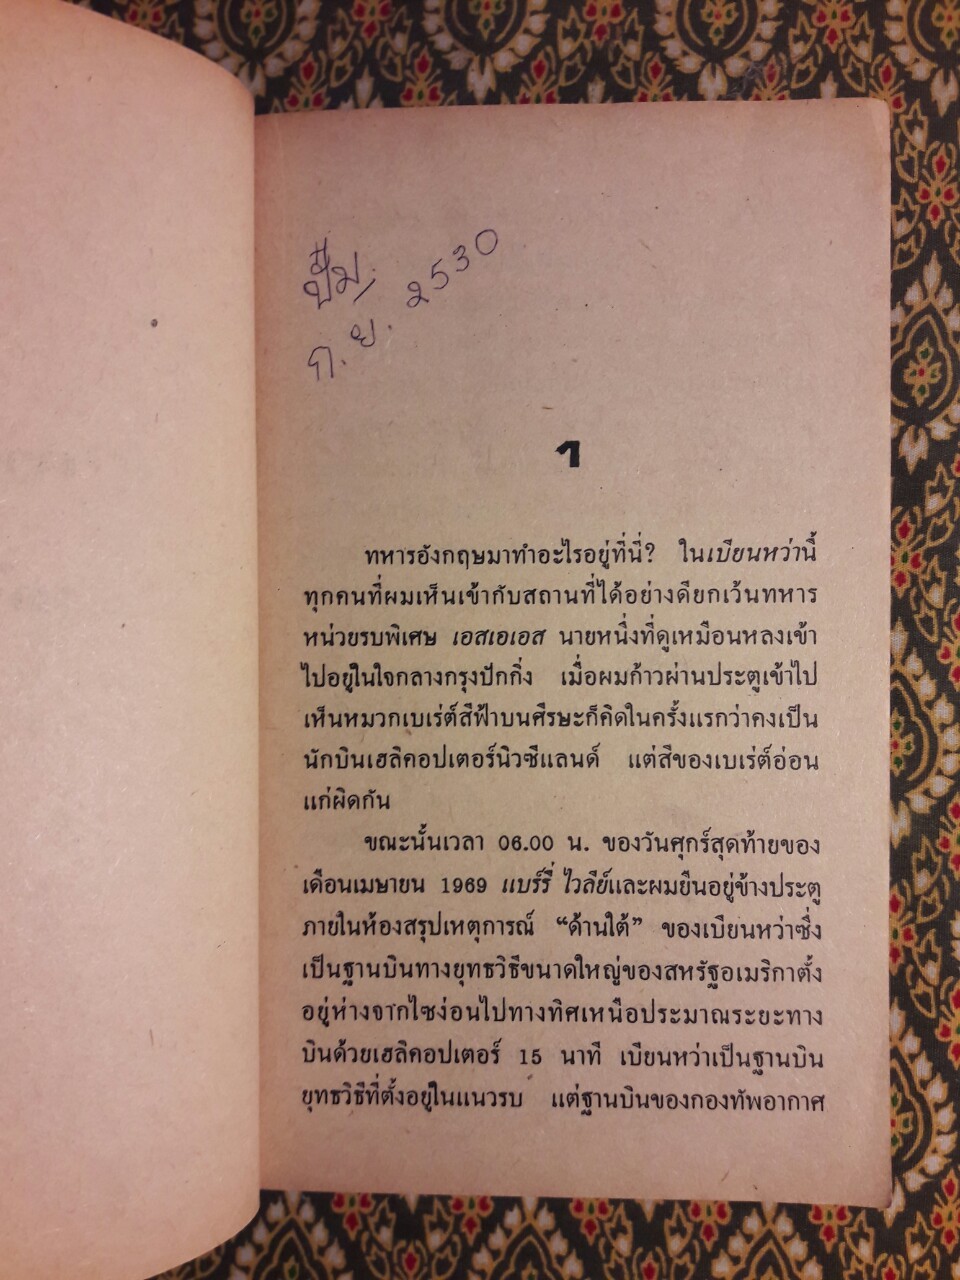 ปั๊ม
ก.ย. 2530
1
ทหารอังกฤษมาทำอะไรอยู่ที่นี่? ในเบียนหว่านี้
ทุกคนที่ผมเห็นเข้ากับสถานที่ได้อย่างดียกเว้นทหาร
หน่วยรบพิเศษ เอสเอเอส นายหนึ่งที่ดูเหมือนหลงเข้า
ไปอยู่ในใจกลางกรุงปักกิ่ง เมื่อผมก้าวผ่านประตูเข้าไป
เห็นหมวกเบเร่ต์สีฟ้าบนศีรษะก็คิดในครั้งแรกว่าคงเป็น
นักบินเฮลิคอปเตอร์นิวซีแลนด์ แต่สีของเบเร่ต์อ่อน
แก่ผิดกัน
ขณะนั้นเวลา 06.00 น. ของวันศุกร์สุดท้ายของ
เดือนเมษายน 1969 แบร์รี่ ไวลีย์และผมยืนอยู่ข้างประตู
ภายในห้องสรุปเหตุการณ์ “ด้านใต้” ของเบียนหว่าซึ่ง
เป็นฐานบินทางยุทธวิธีขนาดใหญ่ของสหรัฐอเมริกาตั้ง
อยู่ห่างจากไซง่อนไปทางทิศเหนือประมาณระยะทาง
บินด้วยเฮลิคอปเตอร์ 15 นาที เบียนหว่าเป็นฐานบิน
ยุทธวิธีที่ตั้งอยู่ในแนวรบ แต่ฐานบินของกองทัพอากาศ